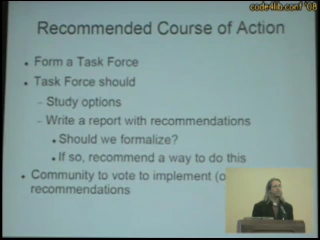 code4lib.conf '08
Recommended Course of Action
Form a Task Force
Task Force should
Study options
Write a report with recommendations
Should we formalize?
If so, recommend a way to do this
Community to vote to implement (o
recommendations